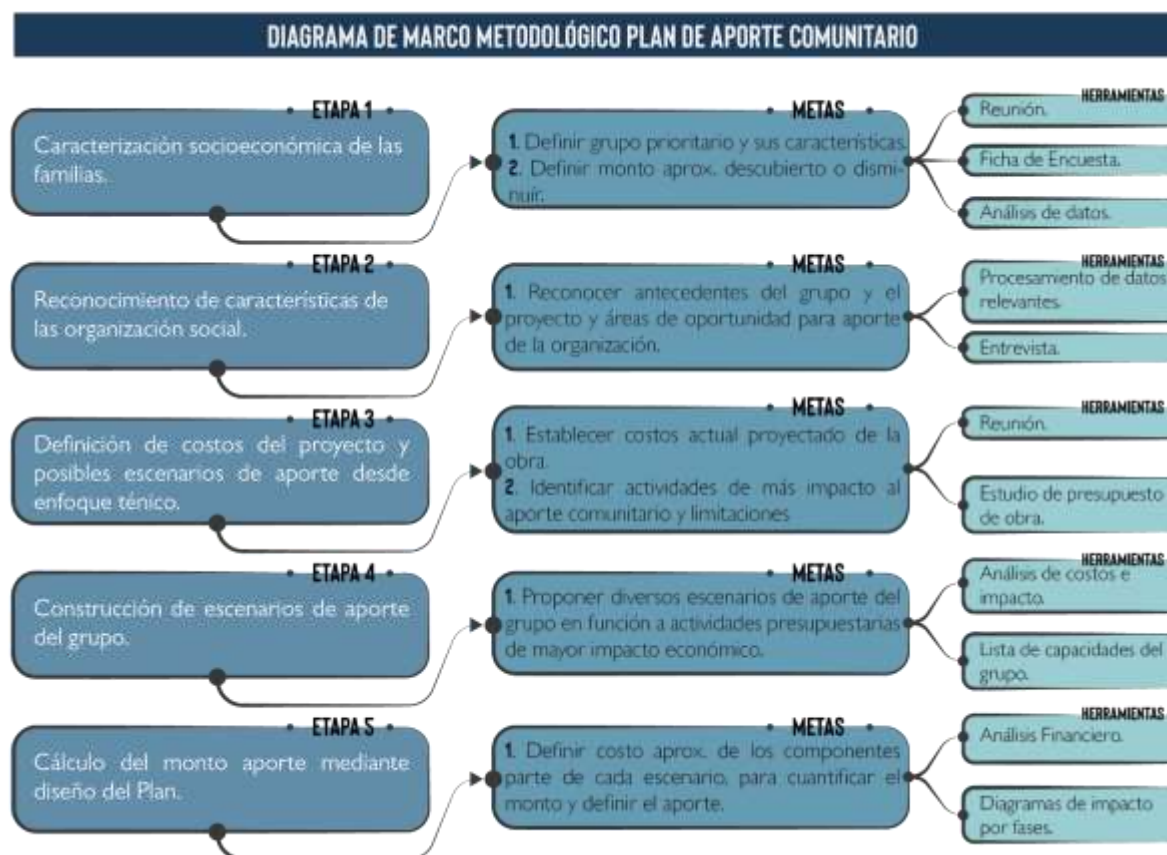 DIAGRAMA DE MARCO METODOLÓGICO PLAN DE APORTE COMUNITARIO
ETAPA 1
Caracterización socioeconómica de las
familias.
METAS
1. Definir grupo prioritario y sus características.
2. Definir monto aprox. descubierto o dismi-
nuír.
HERRAMIENTAS
Reunión.
Ficha de Encuesta.
Análisis de datos.
ETAPA 2
Reconocimiento de características de
las organización social.
METAS
1. Reconocer antecedentes del grupo y el
proyecto y áreas de oportunidad para aporte
de la organización.
HERRAMIENTAS
Procesamiento de datos
relevantes.
Entrevista.
ETAPA 3
Definición de costos del proyecto y
posibles escenarios de aporte desde
enfoque ténico.
METAS
1. Establecer costos actual proyectado de la
obra.
2. Identificar actividades de más impacto al
aporte comunitario y limitaciones
HERRAMIENTAS
Reunión.
Estudio de presupuesto
de obra.
ETAPA 4
Construcción de escenarios de aporte
del grupo.
METAS
1. Proponer diversos escenarios de aporte del
grupo en función a actividades presupuestarias
de mayor impacto económico.
HERRAMIENTAS
Análisis de costos e
impacto.
Lista de capacidades del
grupo.
ETAPA 5
Cálculo del monto aporte mediante
diseño del Plan.
METAS
1. Definir costo aprox. de los componentes
parte de cada escenario, para cuantificar el
monto y definir el aporte.
HERRAMIENTAS
Análisis Financiero.
Diagramas de impacto
por fases.